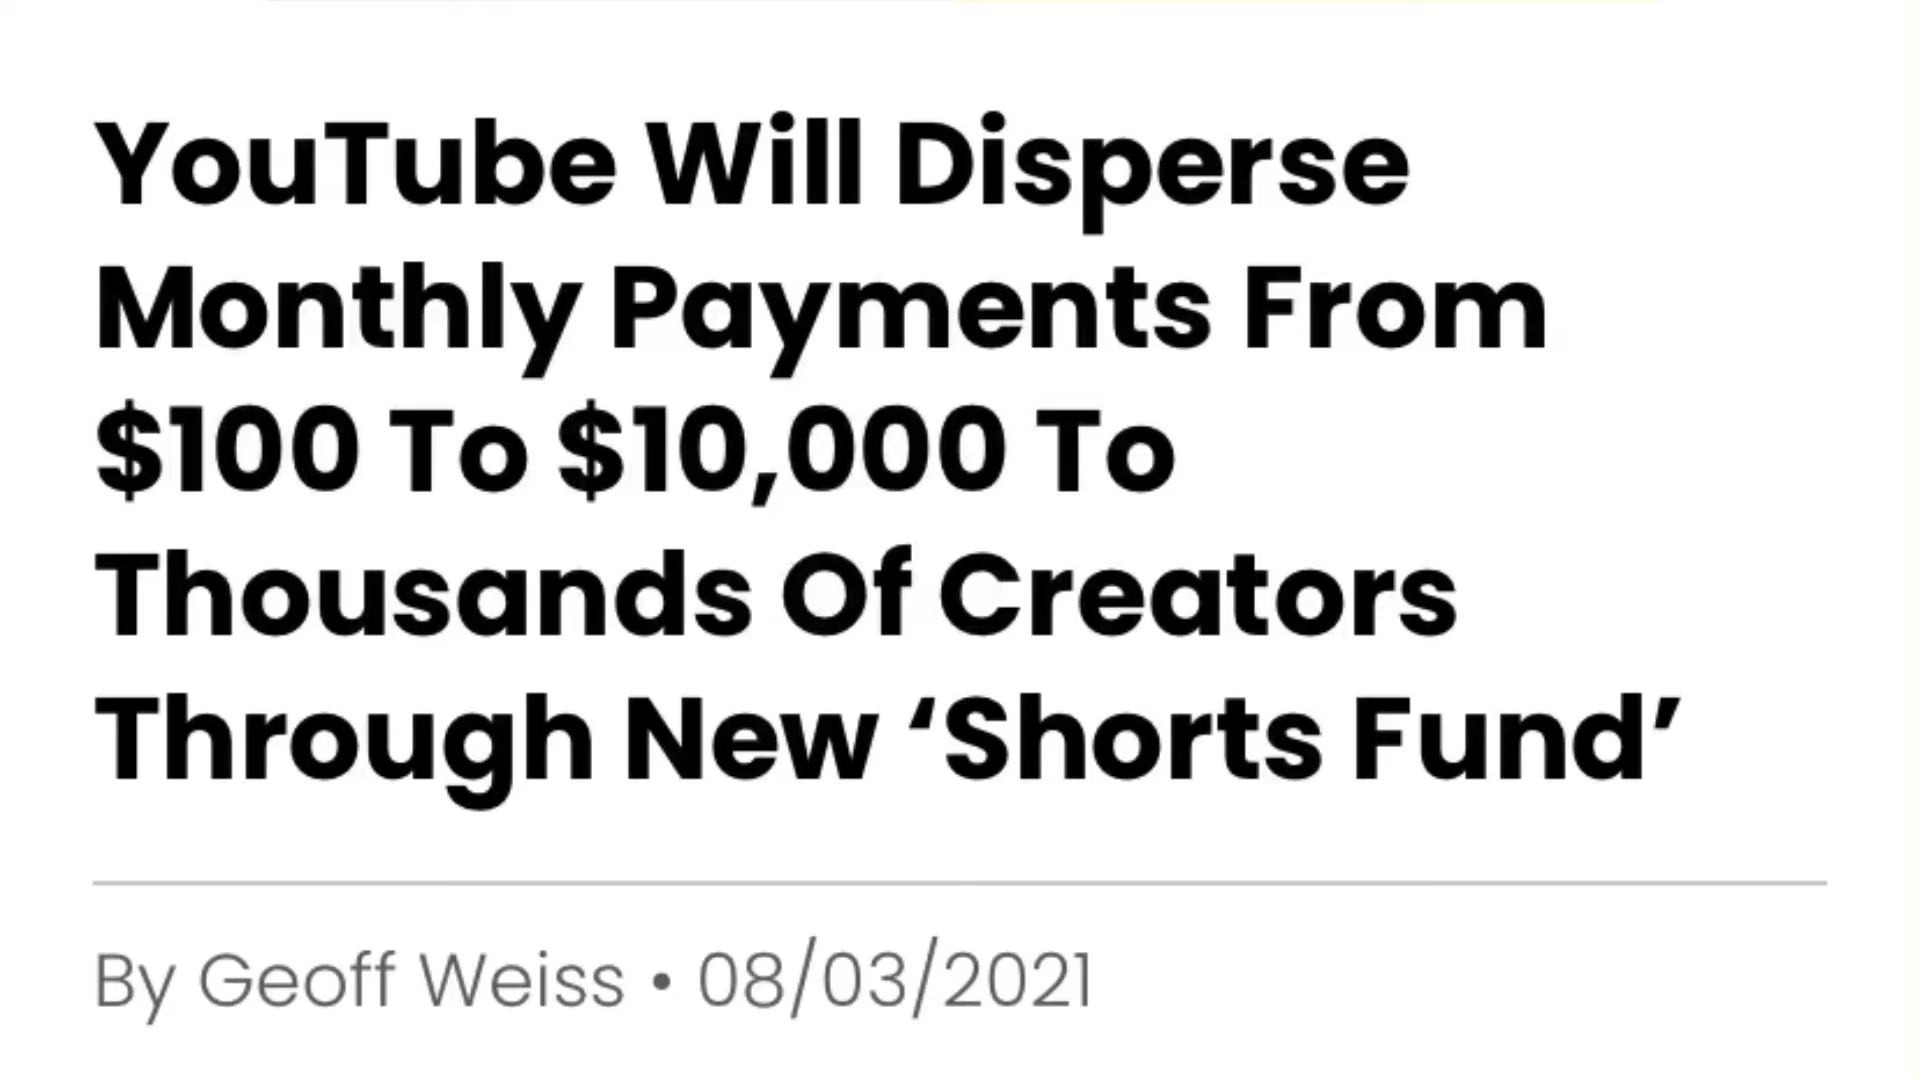 YouTube Will Disperse
Monthly Payments From
$100 To $10,000 To
Thousands Of Creators
Through New ‘Shorts Fund’
By Geoff Weiss • 08/03/2021